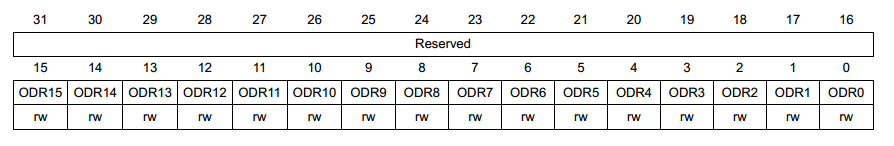 31 30 29 28 27 26 25 24 23 22 21 20 19 18 17 16
Reserved
15 14 13 12 11 10 9 8 7 6 5 4 3 2 1 0
ODR15 ODR14 ODR13 ODR12 ODR11 ODR10 ODR9 ODR8 ODR7 ODR6 ODR5 ODR4 ODR3 ODR2 ODR1 ODR0
rw rw rw rw rw rw rw rw rw rw rw rw rw rw rw rw